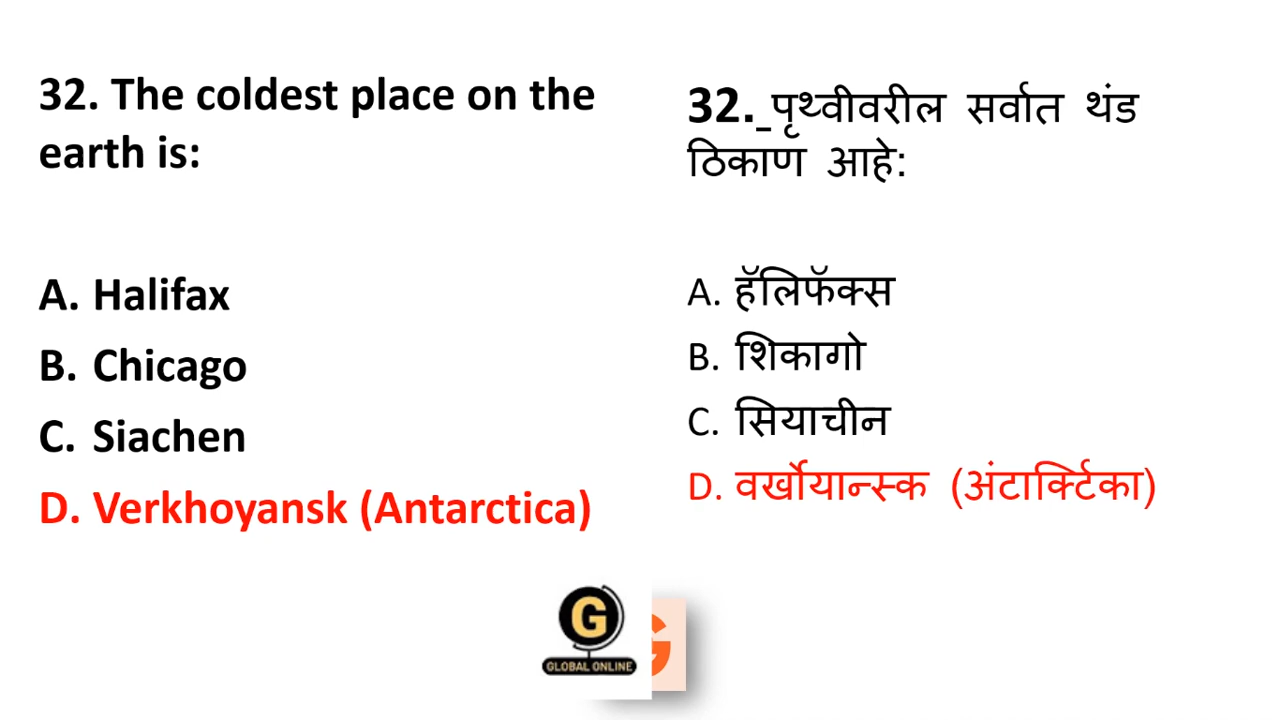 32. The coldest place on the
earth is:
A. Halifax
B. Chicago
C. Siachen
D. Verkhoyansk (Antarctica)
32. पृथ्वीवरील सर्वात थंड
ठिकाण आहे:
A. हॅलिफॅक्स
B. शिकागो
C. सियाचीन
D. वर्खोयान्स्क (अंटार्क्टिका)
G
GLOBAL ONLINE
G